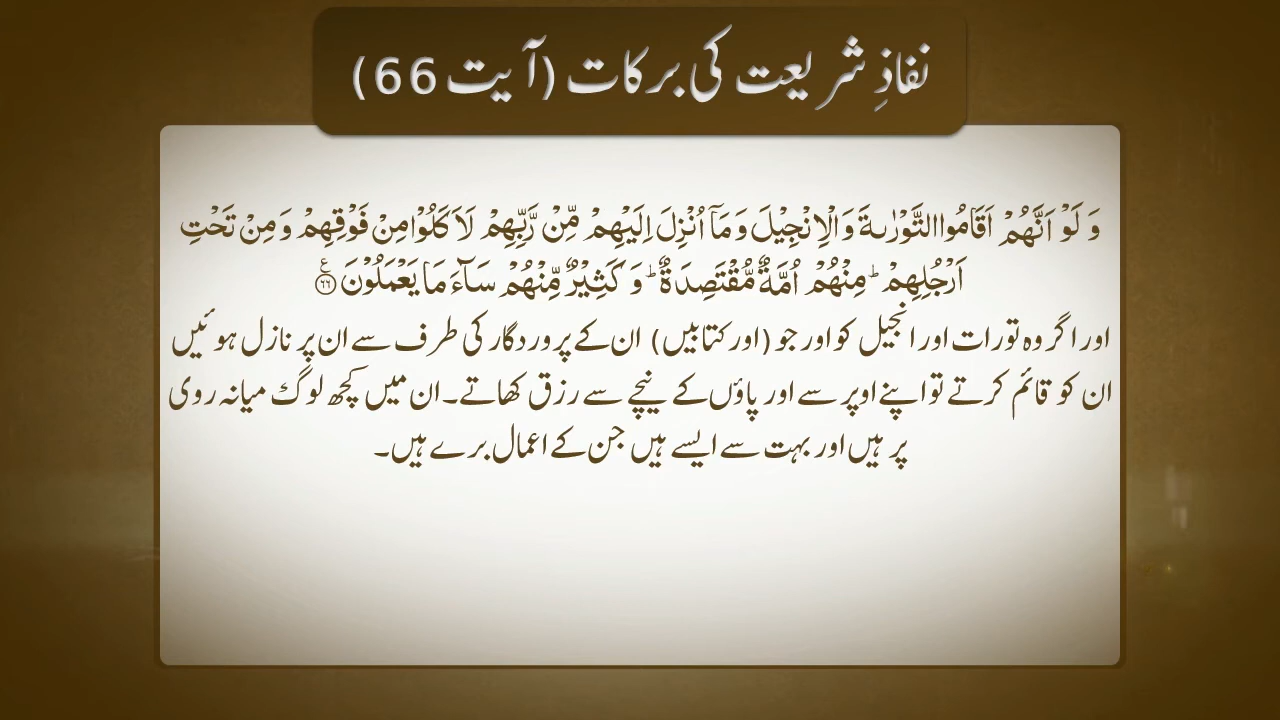 نفاذِ شریعت کی برکات (آیت 66)
وَ لَوْ اَنَّهُمْ اَقَامُوا التَّوْرٰىةَ وَ الْاِنْجِیْلَ وَ مَاۤ اُنْزِلَ اِلَیْهِمْ مِّنْ رَّبِّهِمْ لَاَ كَلُوْا مِنْ فَوْقِهِمْ وَ مِنْ تَحْتِ
اَرْجُلِهِمْ ؕ مِنْهُمْ اُمَّةٌ مُّقْتَصِدَةٌ ؕ وَ كَثِیْرٌ مِّنْهُمْ سَآءَ مَا یَعْمَلُوْنَ ﴿۶۶﴾ ع
اور اگر وہ تورات اور انجیل کو اور جو (اور کتابیں) ان کے پروردگار کی طرف سے ان پر نازل ہوئیں
ان کو قائم کرتے تو اپنے اوپر سے اور پاؤں کے نیچے سے رزق کھاتے۔ ان میں کچھ لوگ میانہ روی
پر ہیں اور بہت سے ایسے ہیں جن کے اعمال برے ہیں۔